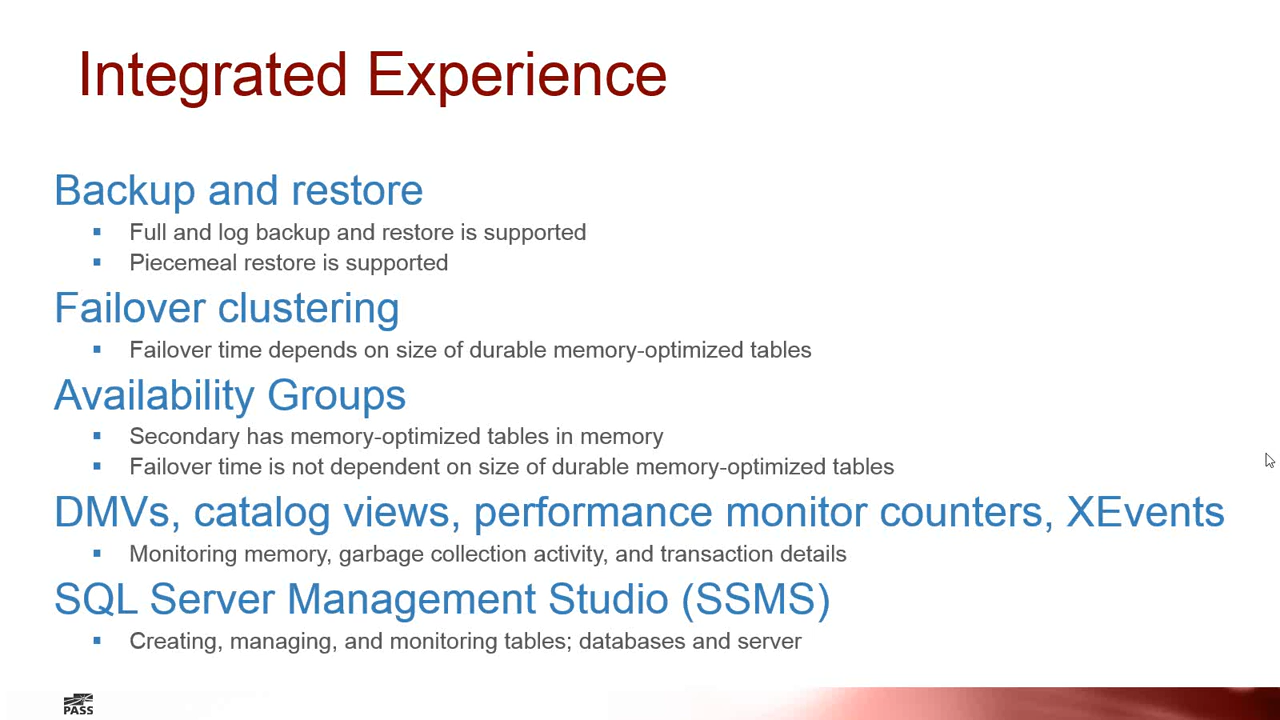 Integrated Experience
Backup and restore
▪ Full and log backup and restore is supported
▪ Piecemeal restore is supported
Failover clustering
▪ Failover time depends on size of durable memory-optimized tables
Availability Groups
▪ Secondary has memory-optimized tables in memory
▪ Failover time is not dependent on size of durable memory-optimized tables
DMVs, catalog views, performance monitor counters, XEvents
▪ Monitoring memory, garbage collection activity, and transaction details
SQL Server Management Studio (SSMS)
▪ Creating, managing, and monitoring tables; databases and server
PASS